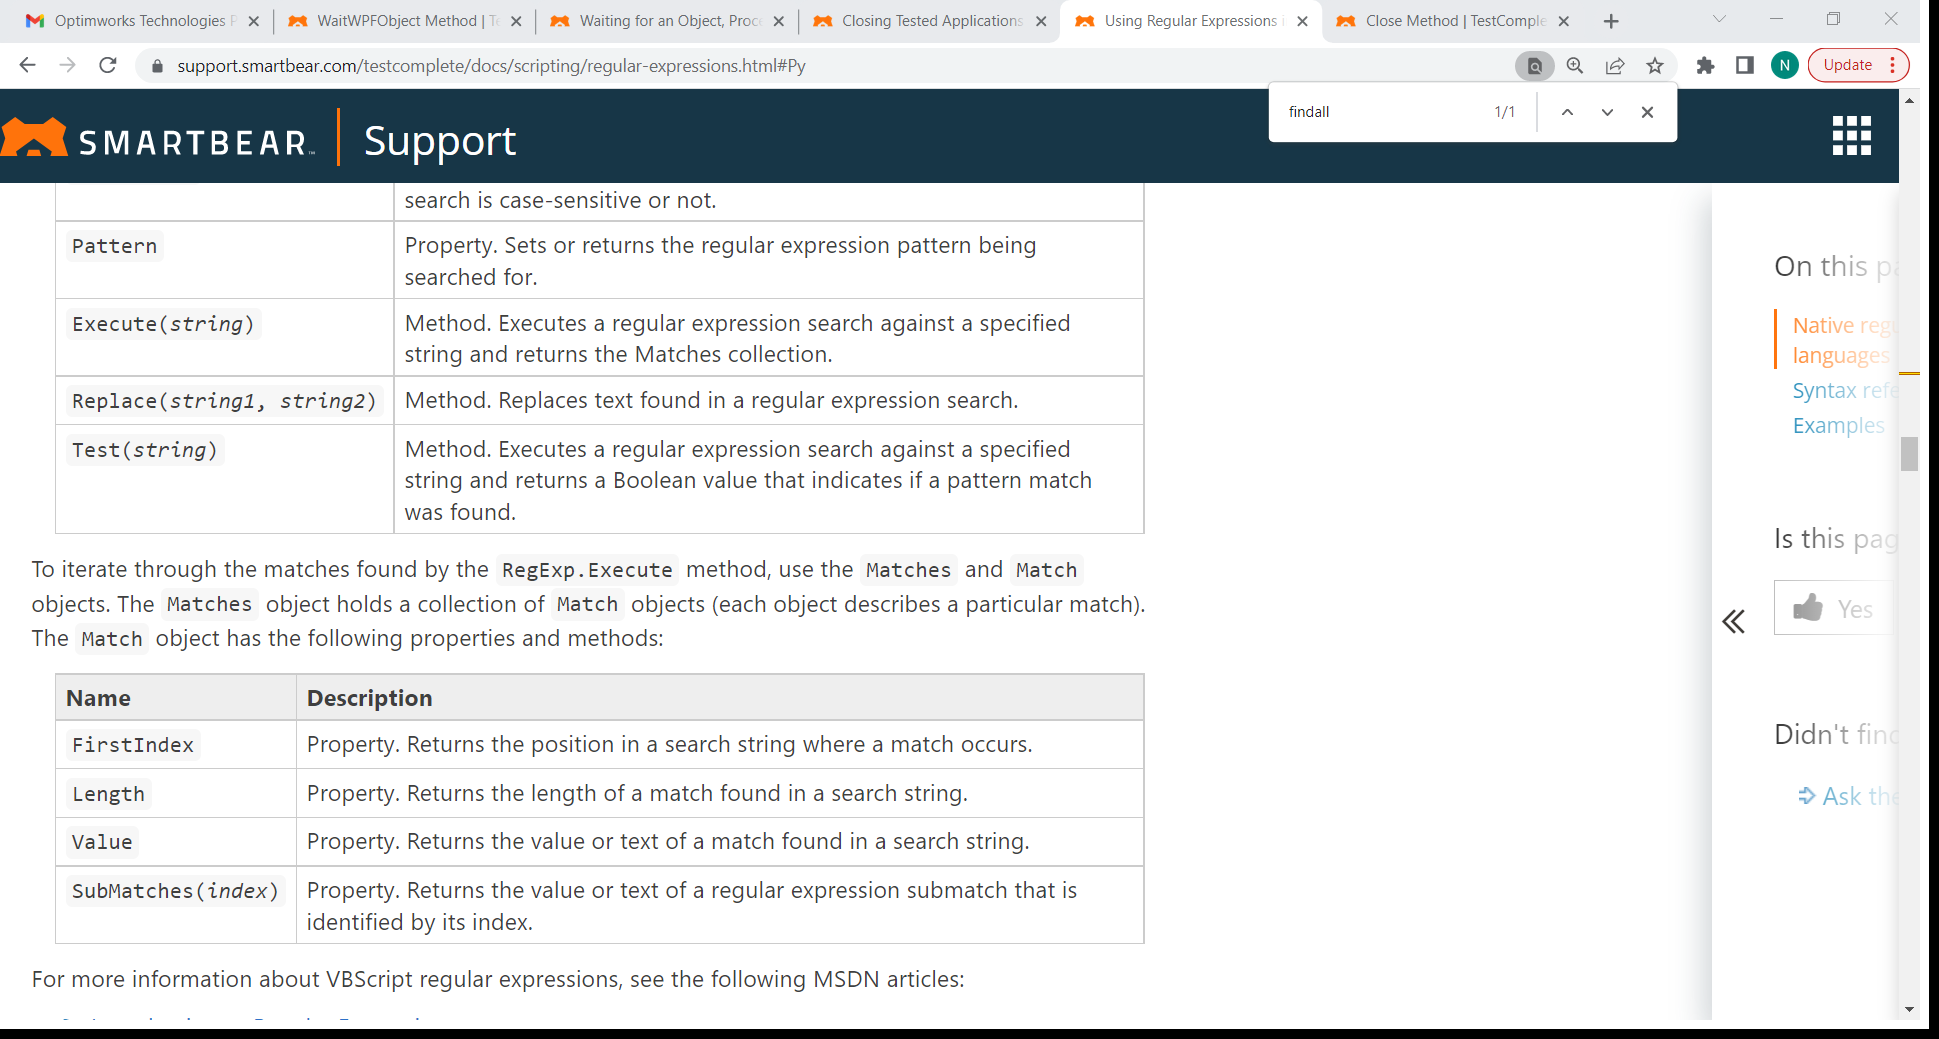 Optimworks Technologies P
WaitWPFObject Method | Te
Waiting for an Object, Proce
Closing Tested Applications
Using Regular Expressions i
Close Method | TestComple
support.smartbear.com/testcomplete/docs/scripting/regular-expressions.html#Py
N
Update
findall
1/1
SMARTBEAR™
Support
search is case-sensitive or not.
Pattern
Property. Sets or returns the regular expression pattern being
searched for.
Execute(string)
Method. Executes a regular expression search against a specified
string and returns the Matches collection.
Replace(string1, string2)
Method. Replaces text found in a regular expression search.
Test(string)
Method. Executes a regular expression search against a specified
string and returns a Boolean value that indicates if a pattern match
was found.
To iterate through the matches found by the RegExp.Execute method, use the Matches and Match
objects. The Matches object holds a collection of Match objects (each object describes a particular match).
The Match object has the following properties and methods:
Name
Description
FirstIndex
Property. Returns the position in a search string where a match occurs.
Length
Property. Returns the length of a match found in a search string.
Value
Property. Returns the value or text of a match found in a search string.
SubMatches(index)
Property. Returns the value or text of a regular expression submatch that is
identified by its index.
For more information about VBScript regular expressions, see the following MSDN articles:
On this pa
Native regu
languages
Syntax refe
Examples
Is this pag
Yes
Didn't find
Ask the